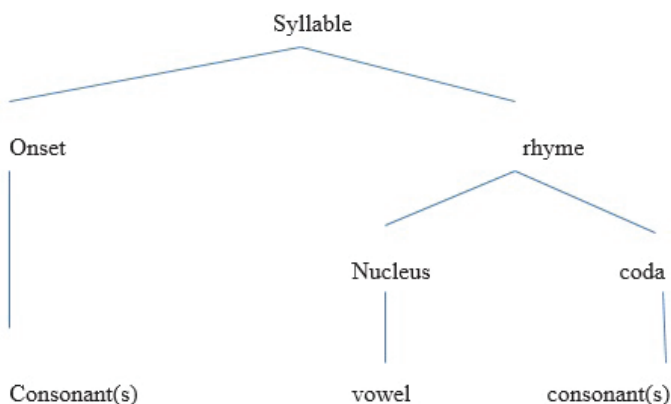 Syllable
Onset rhyme
Nucleus coda
Consonant(s) vowel consonant(s)